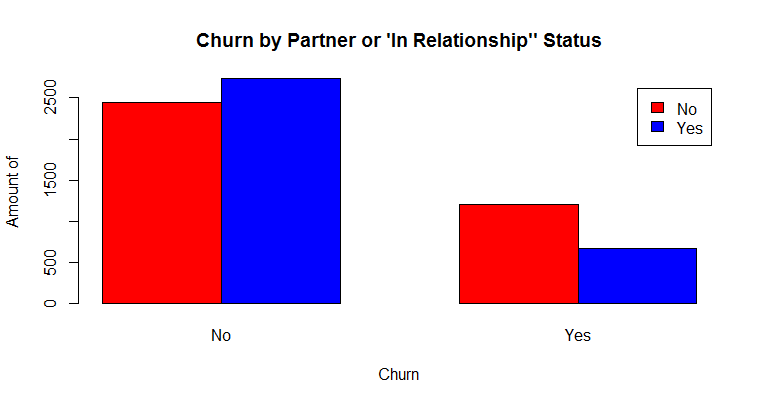 Churn by Partner or 'In Relationship" Status
No
Yes
Amount of
2500
1500
500
0
No
Yes
Churn